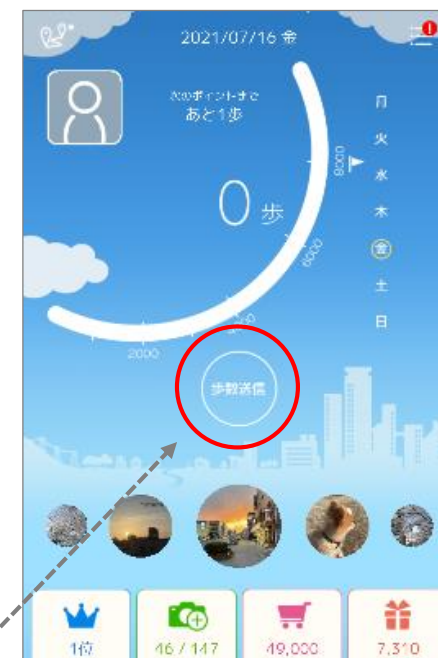 2021/07/16 金
!
次のポイントまで
あと1歩
0歩
月
火
水
木
金
土
日
8000
6000
2000
歩数送信
1位
46 / 147
49,000
7,310